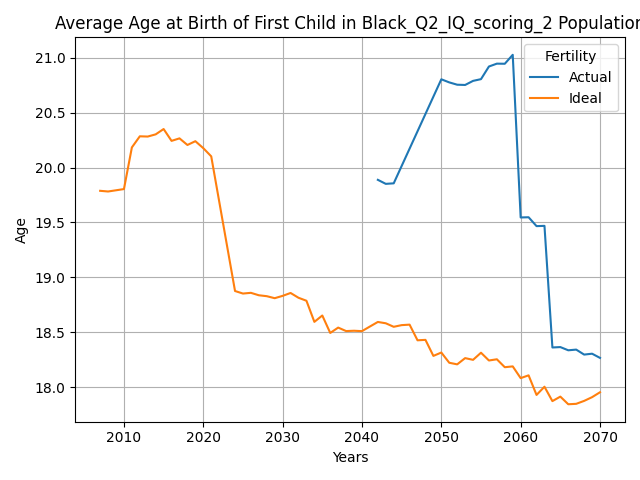 Average Age at Birth of First Child in Black_Q2_IQ_scoring_2 Population
Fertility
Actual
Ideal
21.0
20.5
20.0
19.5
19.0
18.5
18.0
Age
2010 2020 2030 2040 2050 2060 2070
Years